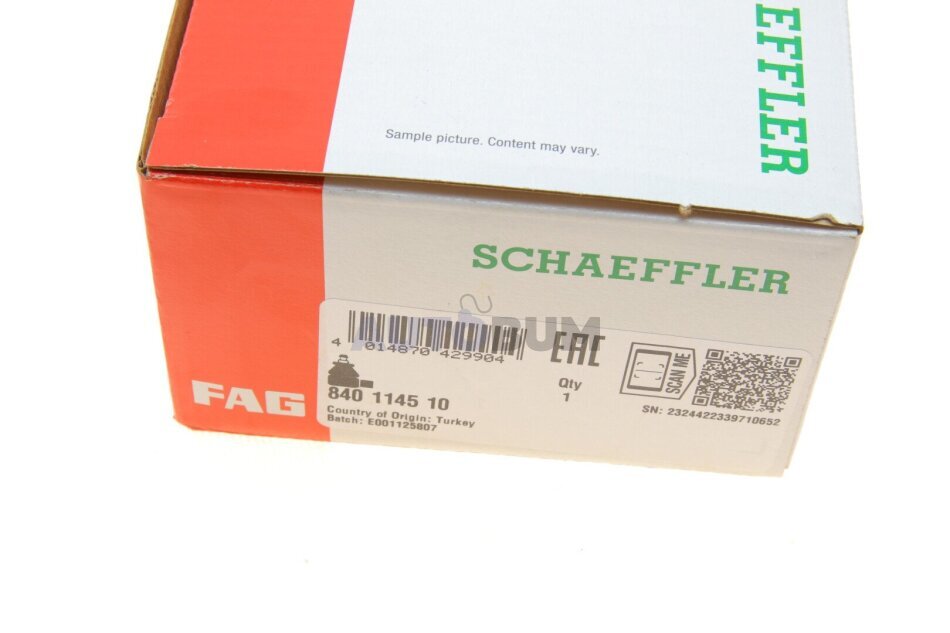 EFFLER
Sample picture. Content may vary.
SCHAEFFLER
AUTOBUM
4 014870 429904
EAC
FAG
840 1145 10
Qty
1
SCAN ME
Country of Origin: Turkey
Batch: E001125807
SN: 2324422339710652